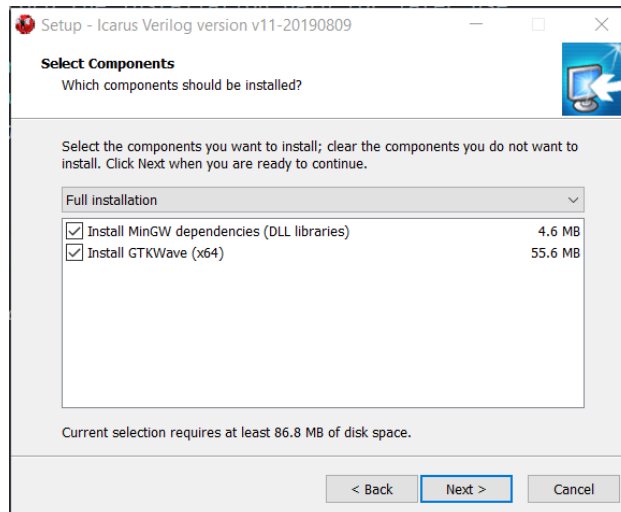 Setup - Icarus Verilog version v11-20190809
Select Components
Which components should be installed?
Select the components you want to install; clear the components you do not want to
install. Click Next when you are ready to continue.
Full installation
Install MinGW dependencies (DLL libraries) 4.6 MB
Install GTKWave (x64) 55.6 MB
Current selection requires at least 86.8 MB of disk space.
< Back Next > Cancel